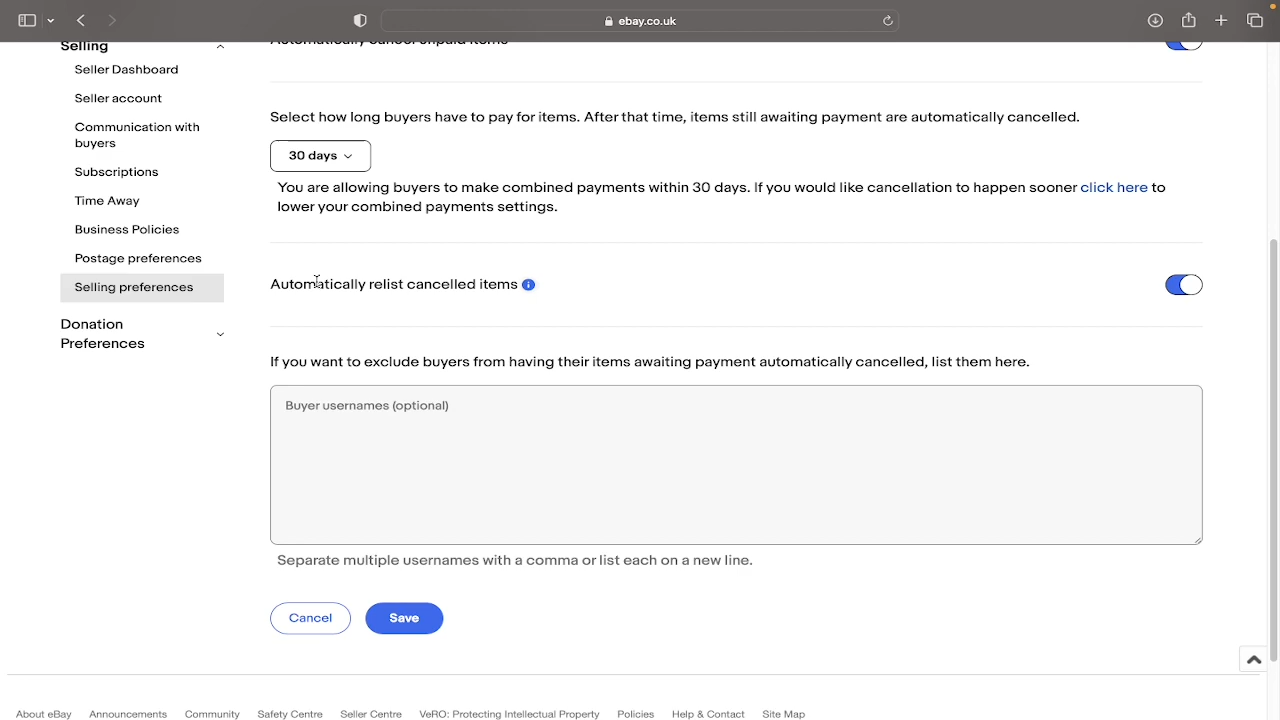 ebay.co.uk
Selling
Seller Dashboard
Seller account
Communication with
buyers
Subscriptions
Time Away
Business Policies
Postage preferences
Selling preferences
Donation
Preferences
Automatically cancel unpaid items
Select how long buyers have to pay for items. After that time, items still awaiting payment are automatically cancelled.
30 days
You are allowing buyers to make combined payments within 30 days. If you would like cancellation to happen sooner click here to
lower your combined payments settings.
Automatically relist cancelled items
If you want to exclude buyers from having their items awaiting payment automatically cancelled, list them here.
Buyer usernames (optional)
Separate multiple usernames with a comma or list each on a new line.
Cancel Save
About eBay Announcements Community Safety Centre Seller Centre VeRO: Protecting Intellectual Property Policies Help & Contact Site Map